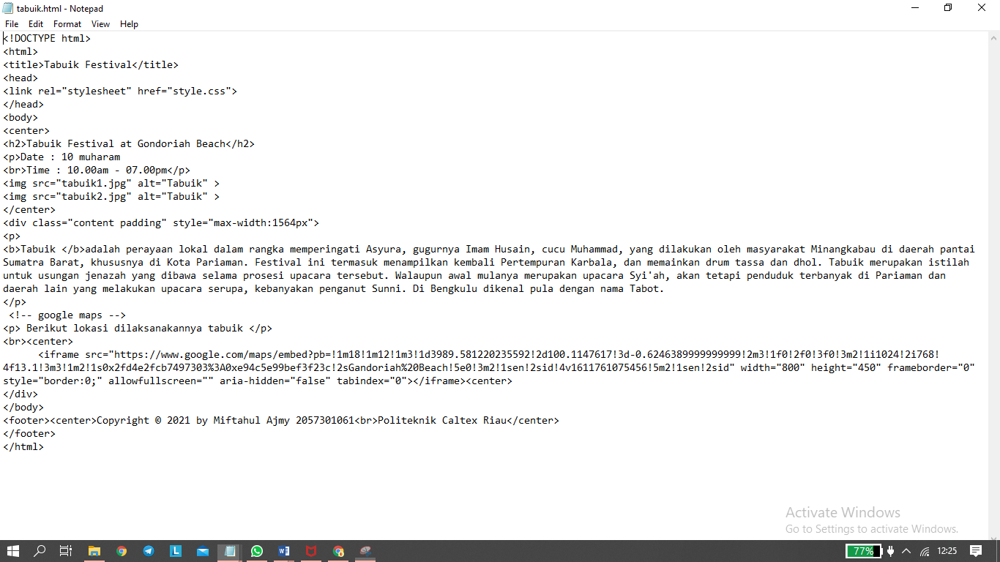 tabuik.html - Notepad
File Edit Format View Help
<!DOCTYPE html>
<html>
<title>Tabuik Festival</title>
<head>
<link rel="stylesheet" href="style.css">
</head>
<body>
<center>
<h2>Tabuik Festival at Gondoriah Beach</h2>
<p>Date : 10 muharam
<br>Time : 10.00am - 07.00pm</p>
<img src="tabuik1.jpg" alt="Tabuik" >
<img src="tabuik2.jpg" alt="Tabuik" >
</center>
<div class="content padding" style="max-width:1564px">
<p>
<b>Tabuik </b>adalah perayaan lokal dalam rangka memperingati Asyura, gugurnya Imam Husain, cucu Muhammad, yang dilakukan oleh masyarakat Minangkabau di daerah pantai
Sumatra Barat, khususnya di Kota Pariaman. Festival ini termasuk menampilkan kembali Pertempuran Karbala, dan memainkan drum tassa dan dhol. Tabuik merupakan istilah
untuk usungan jenazah yang dibawa selama prosesi upacara tersebut. Walaupun awal mulanya merupakan upacara Syi'ah, akan tetapi penduduk terbanyak di Pariaman dan
daerah lain yang melakukan upacara serupa, kebanyakan penganut Sunni. Di Bengkulu dikenal pula dengan nama Tabot.
</p>
<!-- google maps -->
<p> Berikut lokasi dilaksanakannya tabuik </p>
<br><center>
<iframe src="https://www.google.com/maps/embed?pb=!1m18!1m12!1m3!1d3989.581220235592!2d100.1147617!3d-0.6246389999999999!2m3!1f0!2f0!3f0!3m2!1i1024!2i768!
4f13.1!3m3!1m2!1s0x2fd4e2fcb7497303%3A0xe94c5e99bef3f23c!2sGandoriah%20Beach!5e0!3m2!1sen!2sid!4v1611761075456!5m2!1sen!2sid" width="800" height="450" frameborder="0"
style="border:0;" allowfullscreen="" aria-hidden="false" tabindex="0"></iframe><center>
</div>
</body>
<footer><center>Copyright © 2021 by Miftahul Ajmy 2057301061<br>Politeknik Caltex Riau</center>
</footer>
</html>
Activate Windows
Go to Settings to activate Windows.
77% 12:25